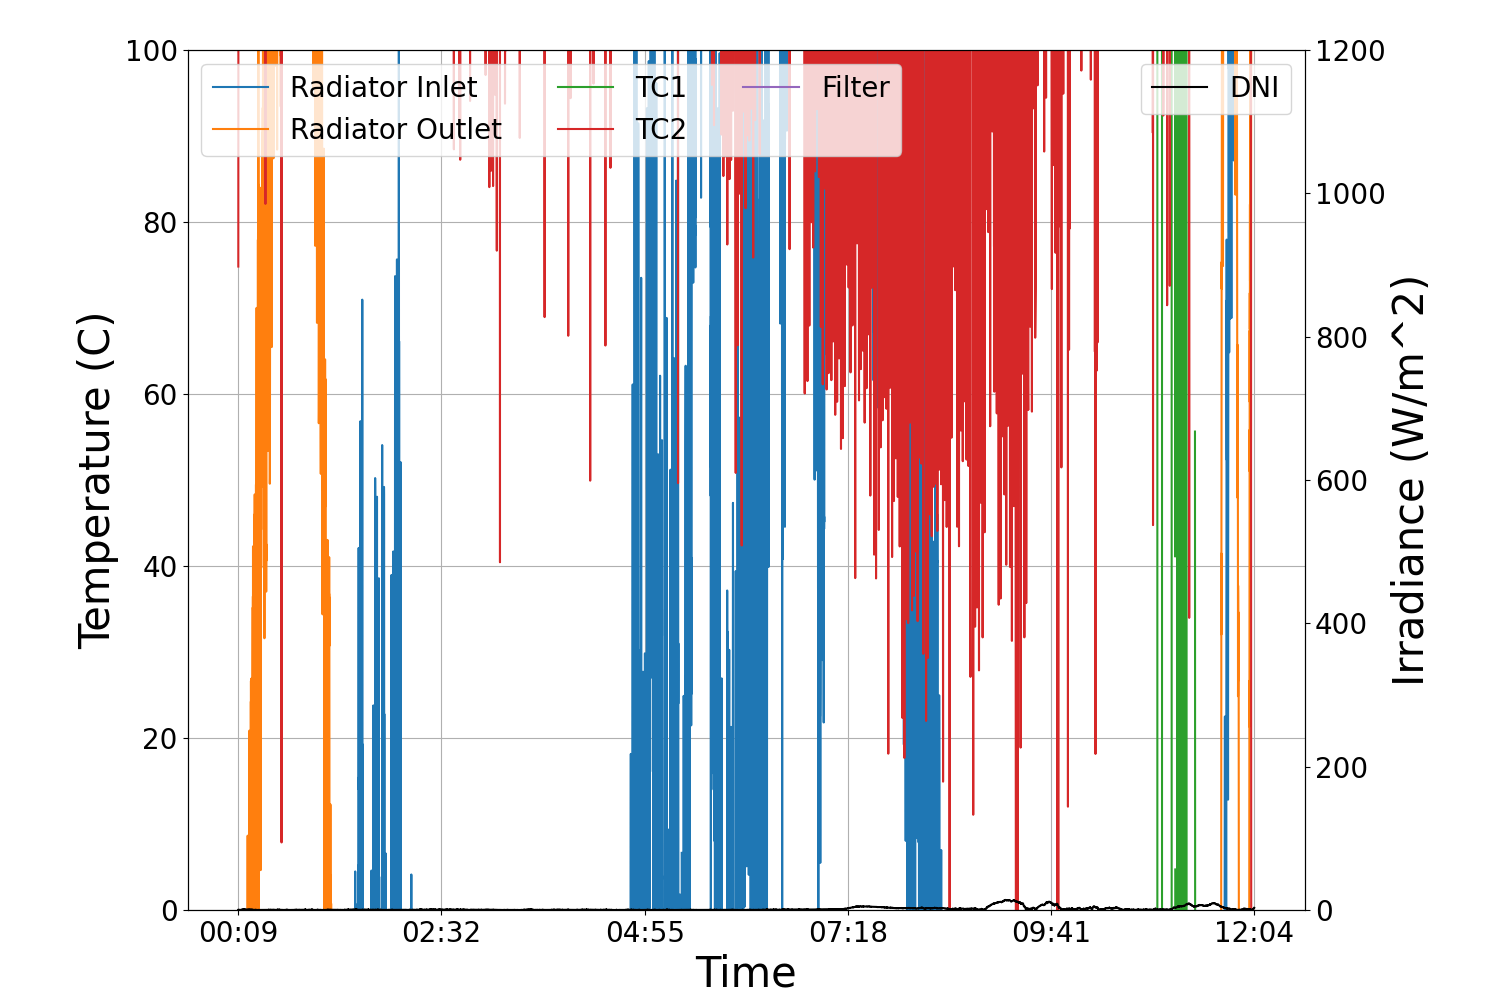 100
80
60
40
20
0
Temperature (C)
Radiator Inlet
Radiator Outlet
TC1
TC2
Filter
DNI
1200
1000
800
600
400
200
0
Irradiance (W/m^2)
00:09
02:32
04:55
07:18
09:41
12:04
Time